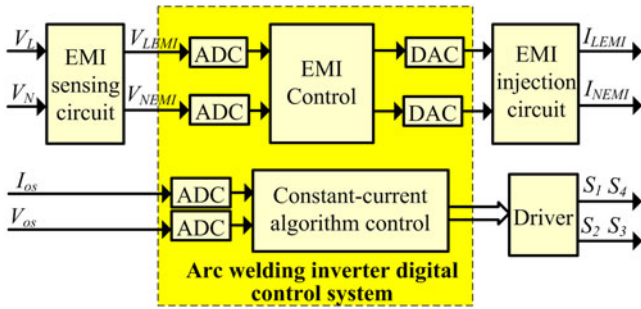 V_L
EMI
sensing
circuit
V_LEMI
V_N
V_NEMI
ADC
ADC
EMI
Control
DAC
DAC
EMI
injection
circuit
I_LEMI
I_NEMI
I_os
V_os
ADC
ADC
Constant-current
algorithm control
Driver
S_1 S_4
S_2 S_3
Arc welding inverter digital
control system